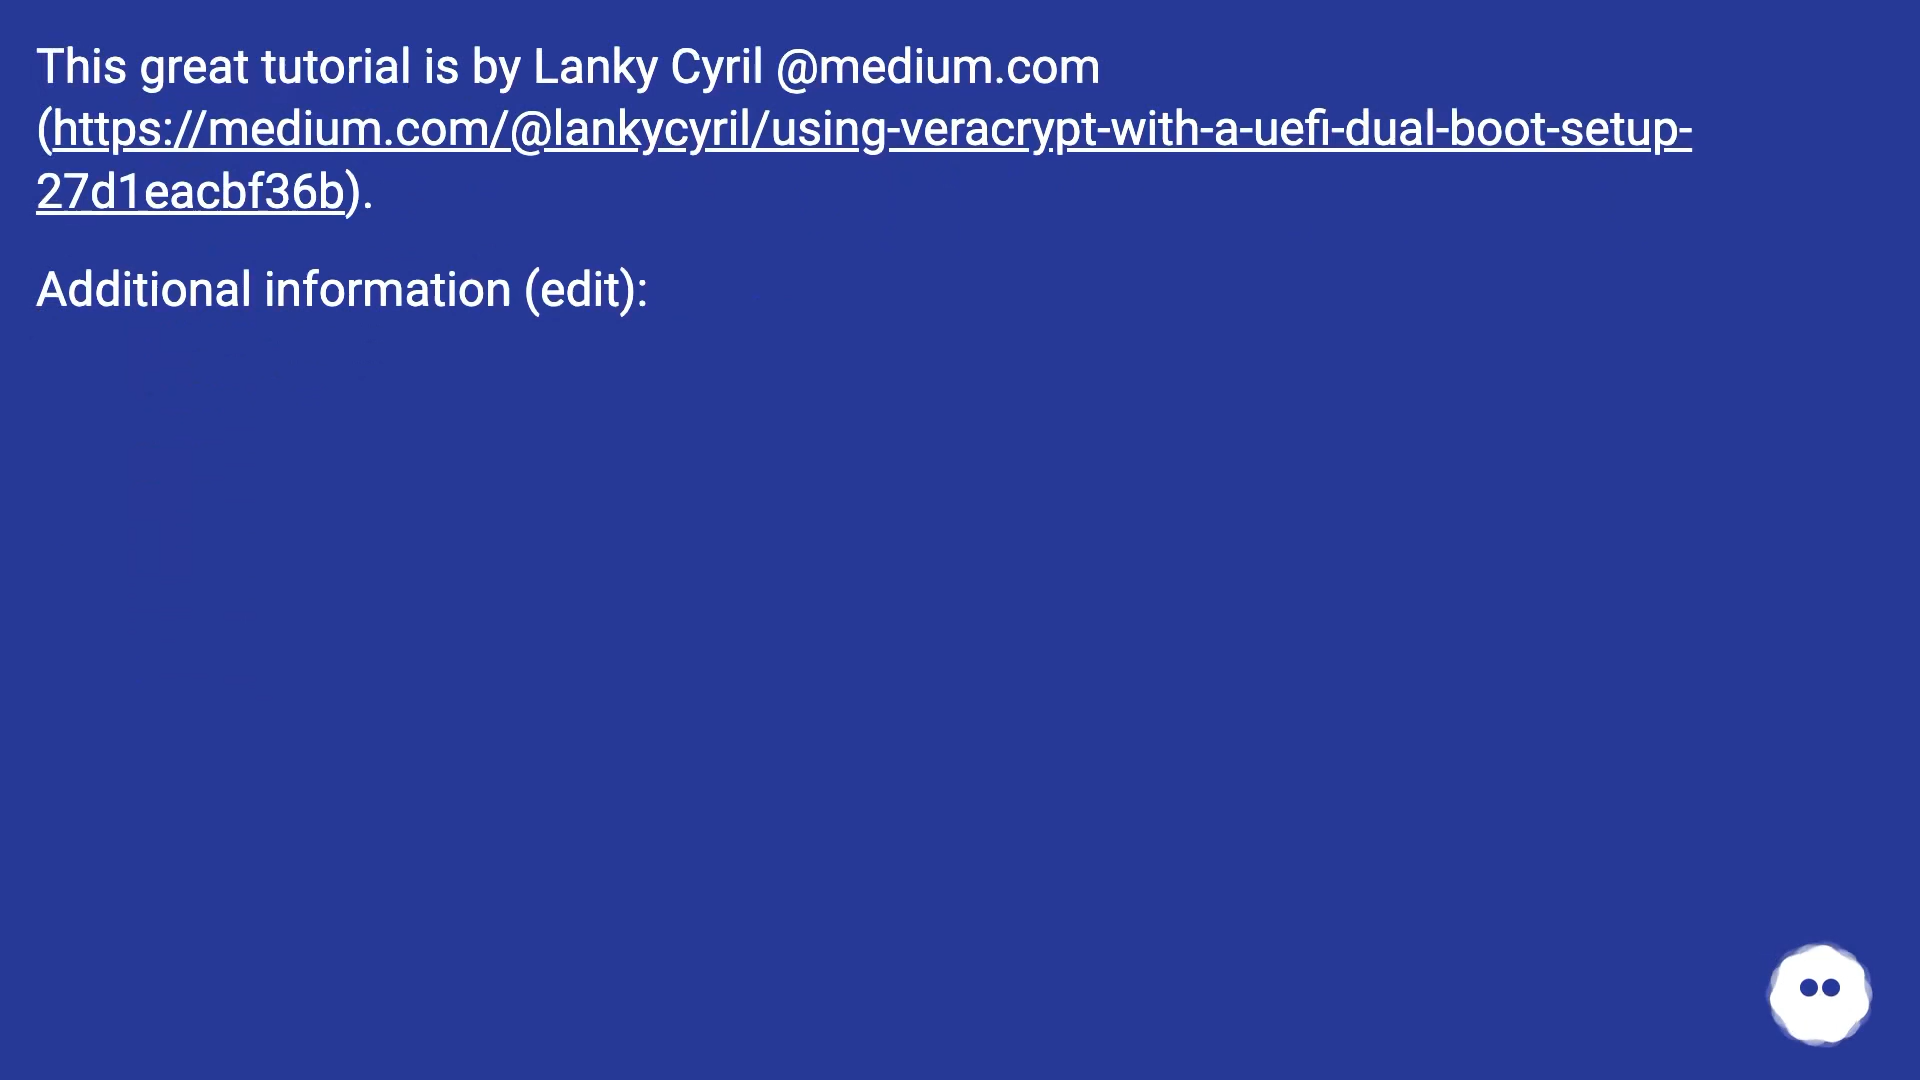 This great tutorial is by Lanky Cyril @medium.com
(https://medium.com/@lankycyril/using-veracrypt-with-a-uefi-dual-boot-setup-
27d1eacbf36b).
Additional information (edit):